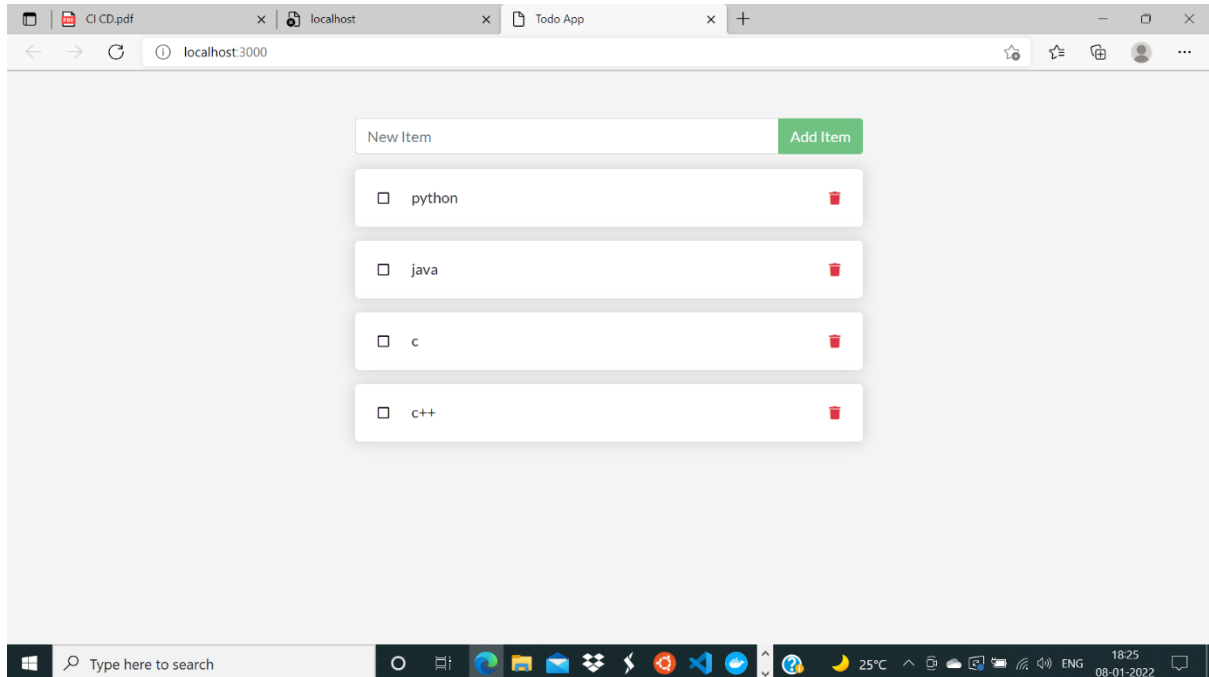 CI CD.pdf
localhost
Todo App
localhost:3000
New Item
Add Item
python
java
c
c++
Type here to search
25°C
ENG
18:25
08-01-2022